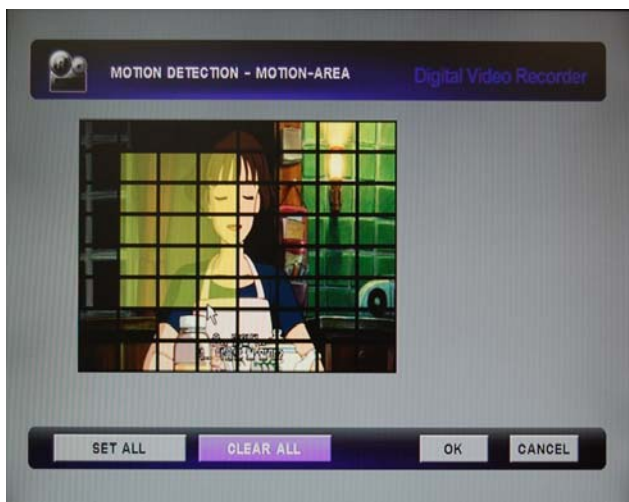 MOTION DETECTION - MOTION-AREA
Digital Video Recorder
SET ALL
CLEAR ALL
OK
CANCEL